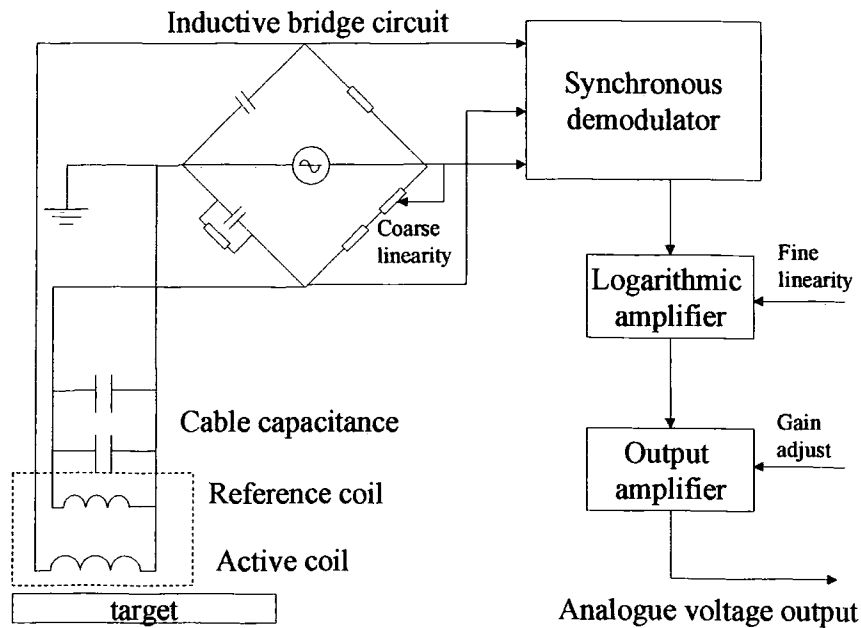 Inductive bridge circuit
Synchronous
demodulator
Coarse
linearity
Fine
linearity
Logarithmic
amplifier
Cable capacitance
Gain
adjust
Output
amplifier
Reference coil
Active coil
target
Analogue voltage output